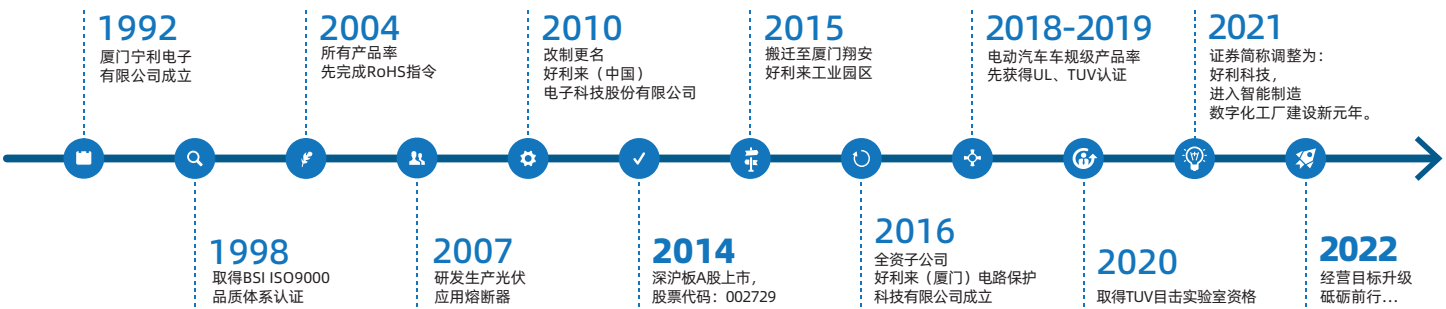 1992
厦门宁利电子
有限公司成立
1998
取得BSI ISO9000
品质体系认证
2004
所有产品率
先完成RoHS指令
2007
研发生产光伏
应用熔断器
2010
改制更名
好利来（中国）
电子科技股份有限公司
2014
深沪板A股上市，
股票代码：002729
2015
搬迁至厦门翔安
好利来工业园区
2016
全资子公司
好利来（厦门）电路保护
科技有限公司成立
2018-2019
电动汽车车规级产品率
先获得UL、TUV认证
2020
取得TUV目击实验室资格
2021
证券简称调整为：
好利科技，
进入智能制造
数字化工厂建设新元年。
2022
经营目标升级
砥砺前行...